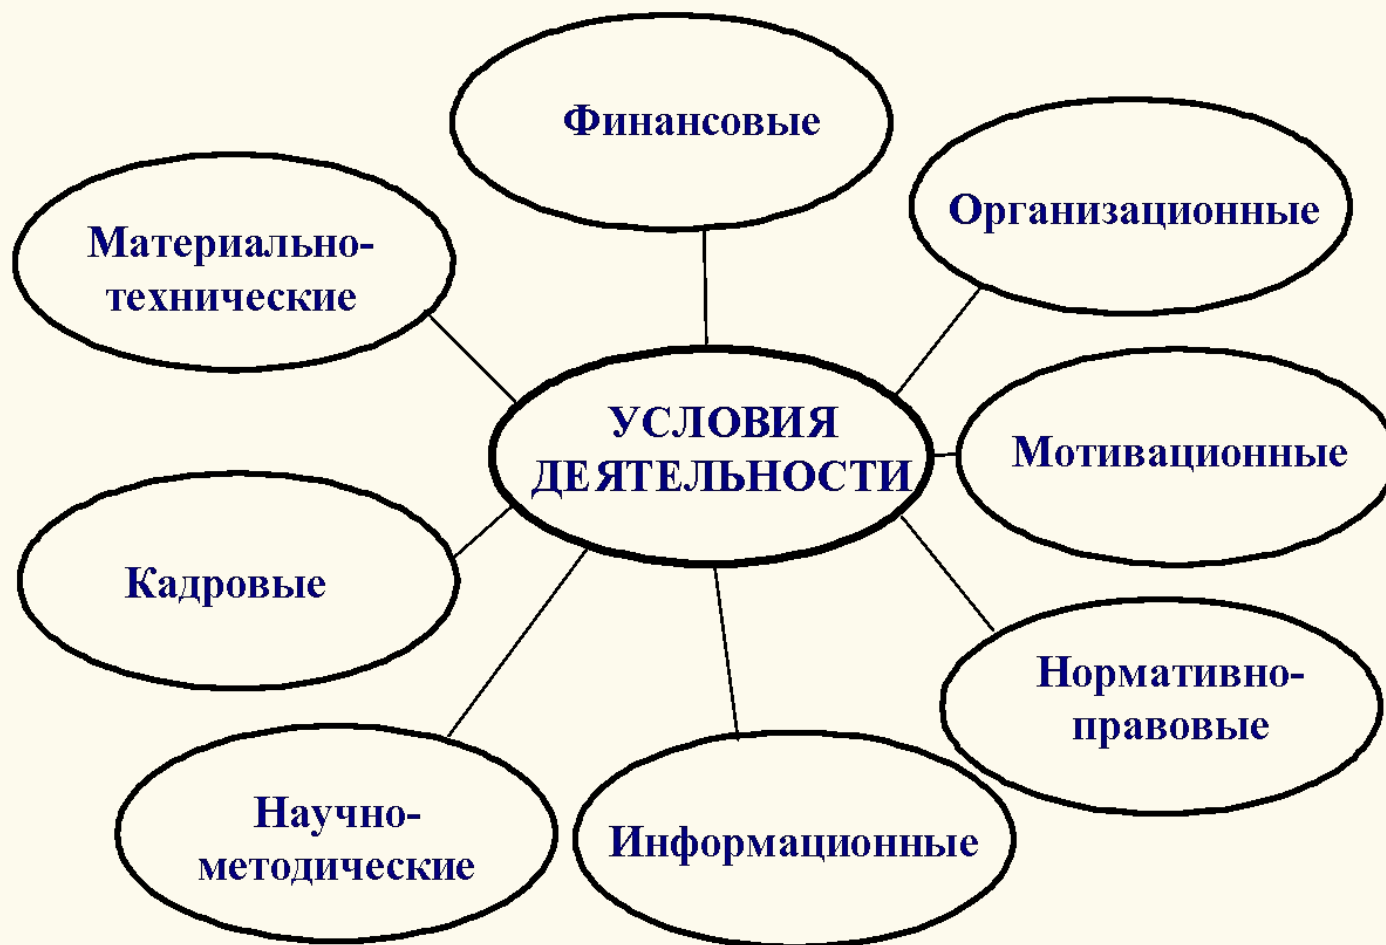 Финансовые
Организационные
Материально-
технические
УСЛОВИЯ
ДЕЯТЕЛЬНОСТИ
Мотивационные
Кадровые
Нормативно-
правовые
Научно-
методические
Информационные